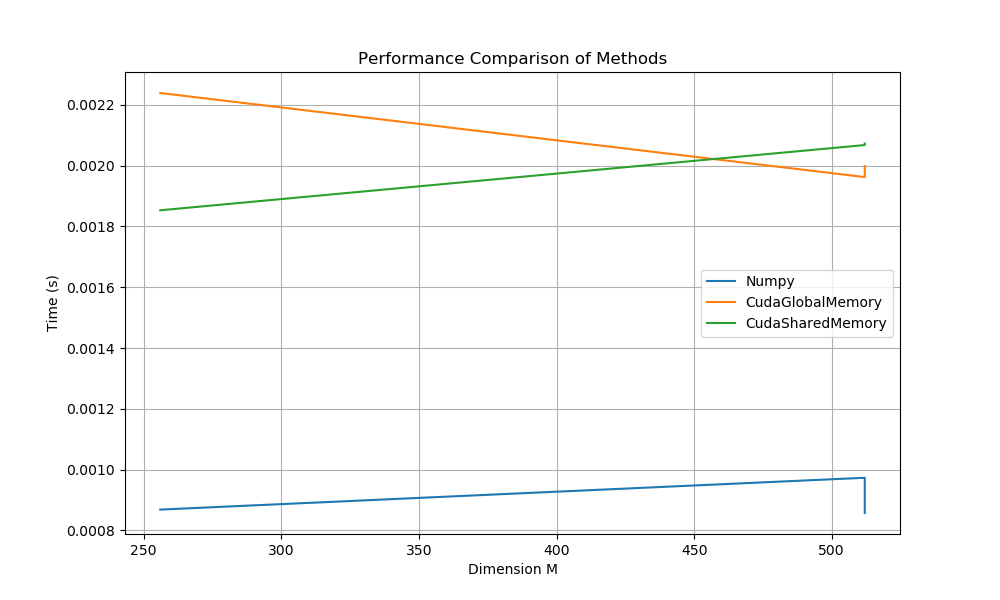 Performance Comparison of Methods
Time (s)
0.0022
0.0020
0.0018
0.0016
0.0014
0.0012
0.0010
0.0008
Numpy
CudaGlobalMemory
CudaSharedMemory
250 300 350 400 450 500
Dimension M